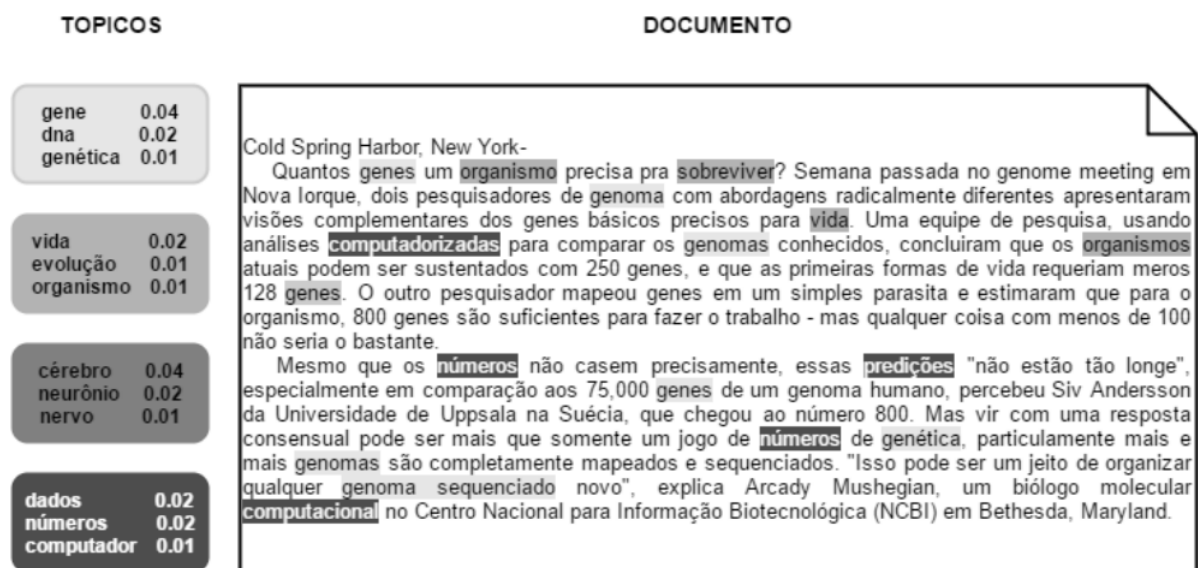 TOPICOS
DOCUMENTO
gene 0.04
dna 0.02
genética 0.01
vida 0.02
evolução 0.01
organismo 0.01
cérebro 0.04
neurônio 0.02
nervo 0.01
dados 0.02
números 0.02
computador 0.01
Cold Spring Harbor, New York-
Quantos genes um organismo precisa pra sobreviver? Semana passada no genome meeting em
Nova Iorque, dois pesquisadores de genoma com abordagens radicalmente diferentes apresentaram
visões complementares dos genes básicos precisos para vida. Uma equipe de pesquisa, usando
análises computadorizadas para comparar os genomas conhecidos, concluiram que os organismos
atuais podem ser sustentados com 250 genes, e que as primeiras formas de vida requeriam meros
128 genes. O outro pesquisador mapeou genes em um simples parasita e estimaram que para o
organismo, 800 genes são suficientes para fazer o trabalho - mas qualquer coisa com menos de 100
não seria o bastante.
Mesmo que os números não casem precisamente, essas predições "não estão tão longe",
especialmente em comparação aos 75,000 genes de um genoma humano, percebeu Siv Andersson
da Universidade de Uppsala na Suécia, que chegou ao número 800. Mas vir com uma resposta
consensual pode ser mais que somente um jogo de números de genética, particularmente mais e
mais genomas são completamente mapeados e sequenciados. "Isso pode ser um jeito de organizar
qualquer genoma sequenciado novo", explica Arcady Mushegian, um biólogo molecular
computacional no Centro Nacional para Informação Biotecnológica (NCBI) em Bethesda, Maryland.